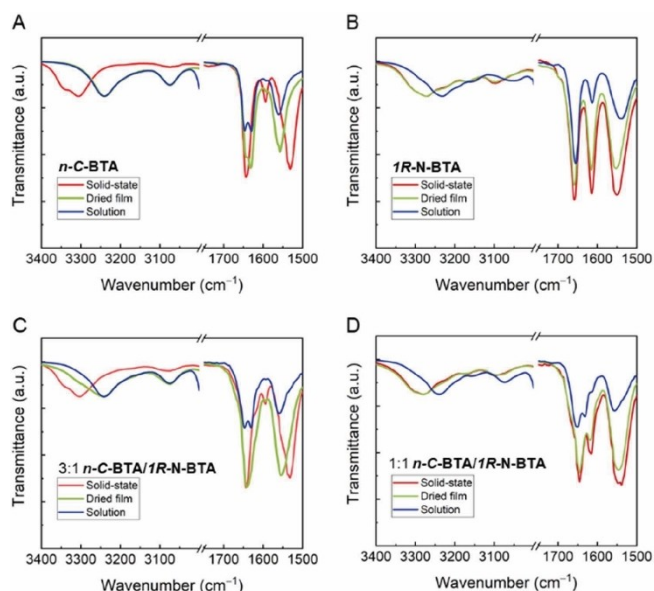 A
Transmittance (a.u.)
n-C-BTA
Solid-state
Dried film
Solution
3400 3300 3200 3100 1600 1500
Wavenumber (cm⁻¹)
B
Transmittance (a.u.)
1R-N-BTA
Solid-state
Dried film
Solution
3400 3300 3200 3100 1700 1600 1500
Wavenumber (cm⁻¹)
C
Transmittance (a.u.)
3:1 n-C-BTA/1R-N-BTA
Solid-state
Dried film
Solution
3400 3300 3200 3100 1600 1500
Wavenumber (cm⁻¹)
D
Transmittance (a.u.)
1:1 n-C-BTA/1R-N-BTA
Solid-state
Dried film
Solution
3400 3300 3200 3100 1700 1600 1500
Wavenumber (cm⁻¹)